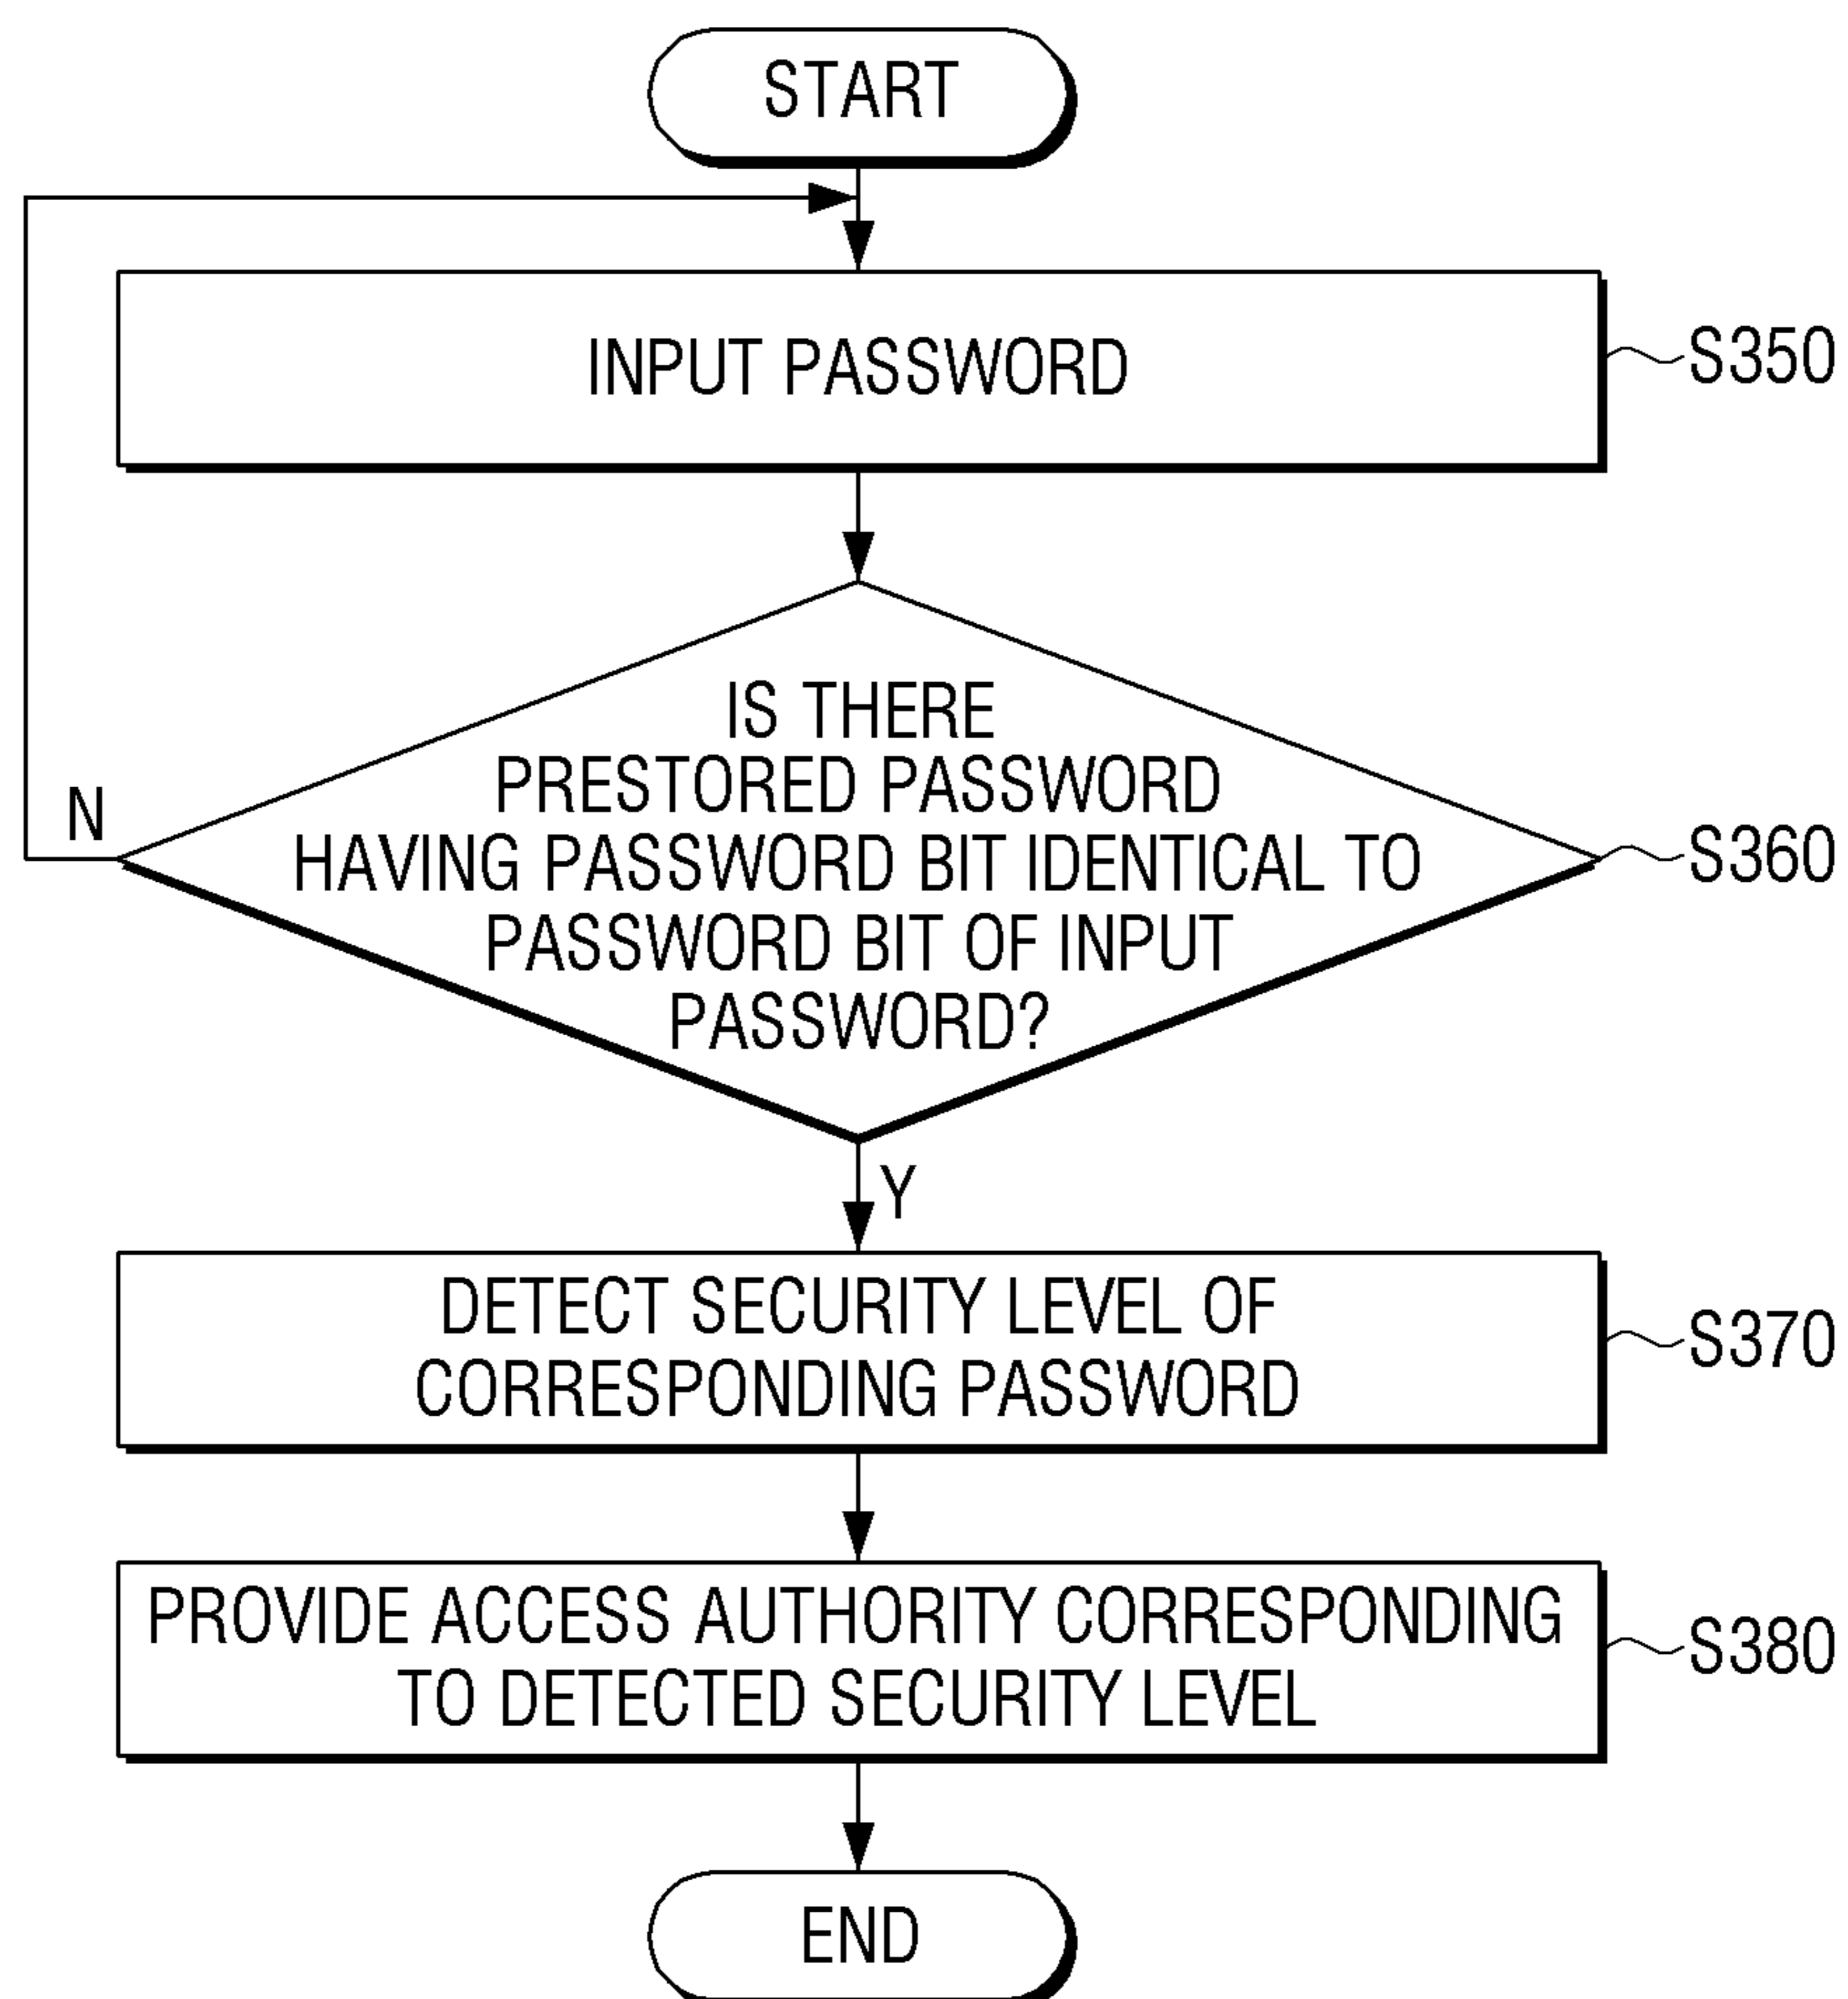 START
INPUT PASSWORD
S350
IS THERE
PRESTORED PASSWORD
HAVING PASSWORD BIT IDENTICAL TO
PASSWORD BIT OF INPUT
PASSWORD?
S360
N
Y
DETECT SECURITY LEVEL OF
CORRESPONDING PASSWORD
S370
PROVIDE ACCESS AUTHORITY CORRESPONDING
TO DETECTED SECURITY LEVEL
S380
END